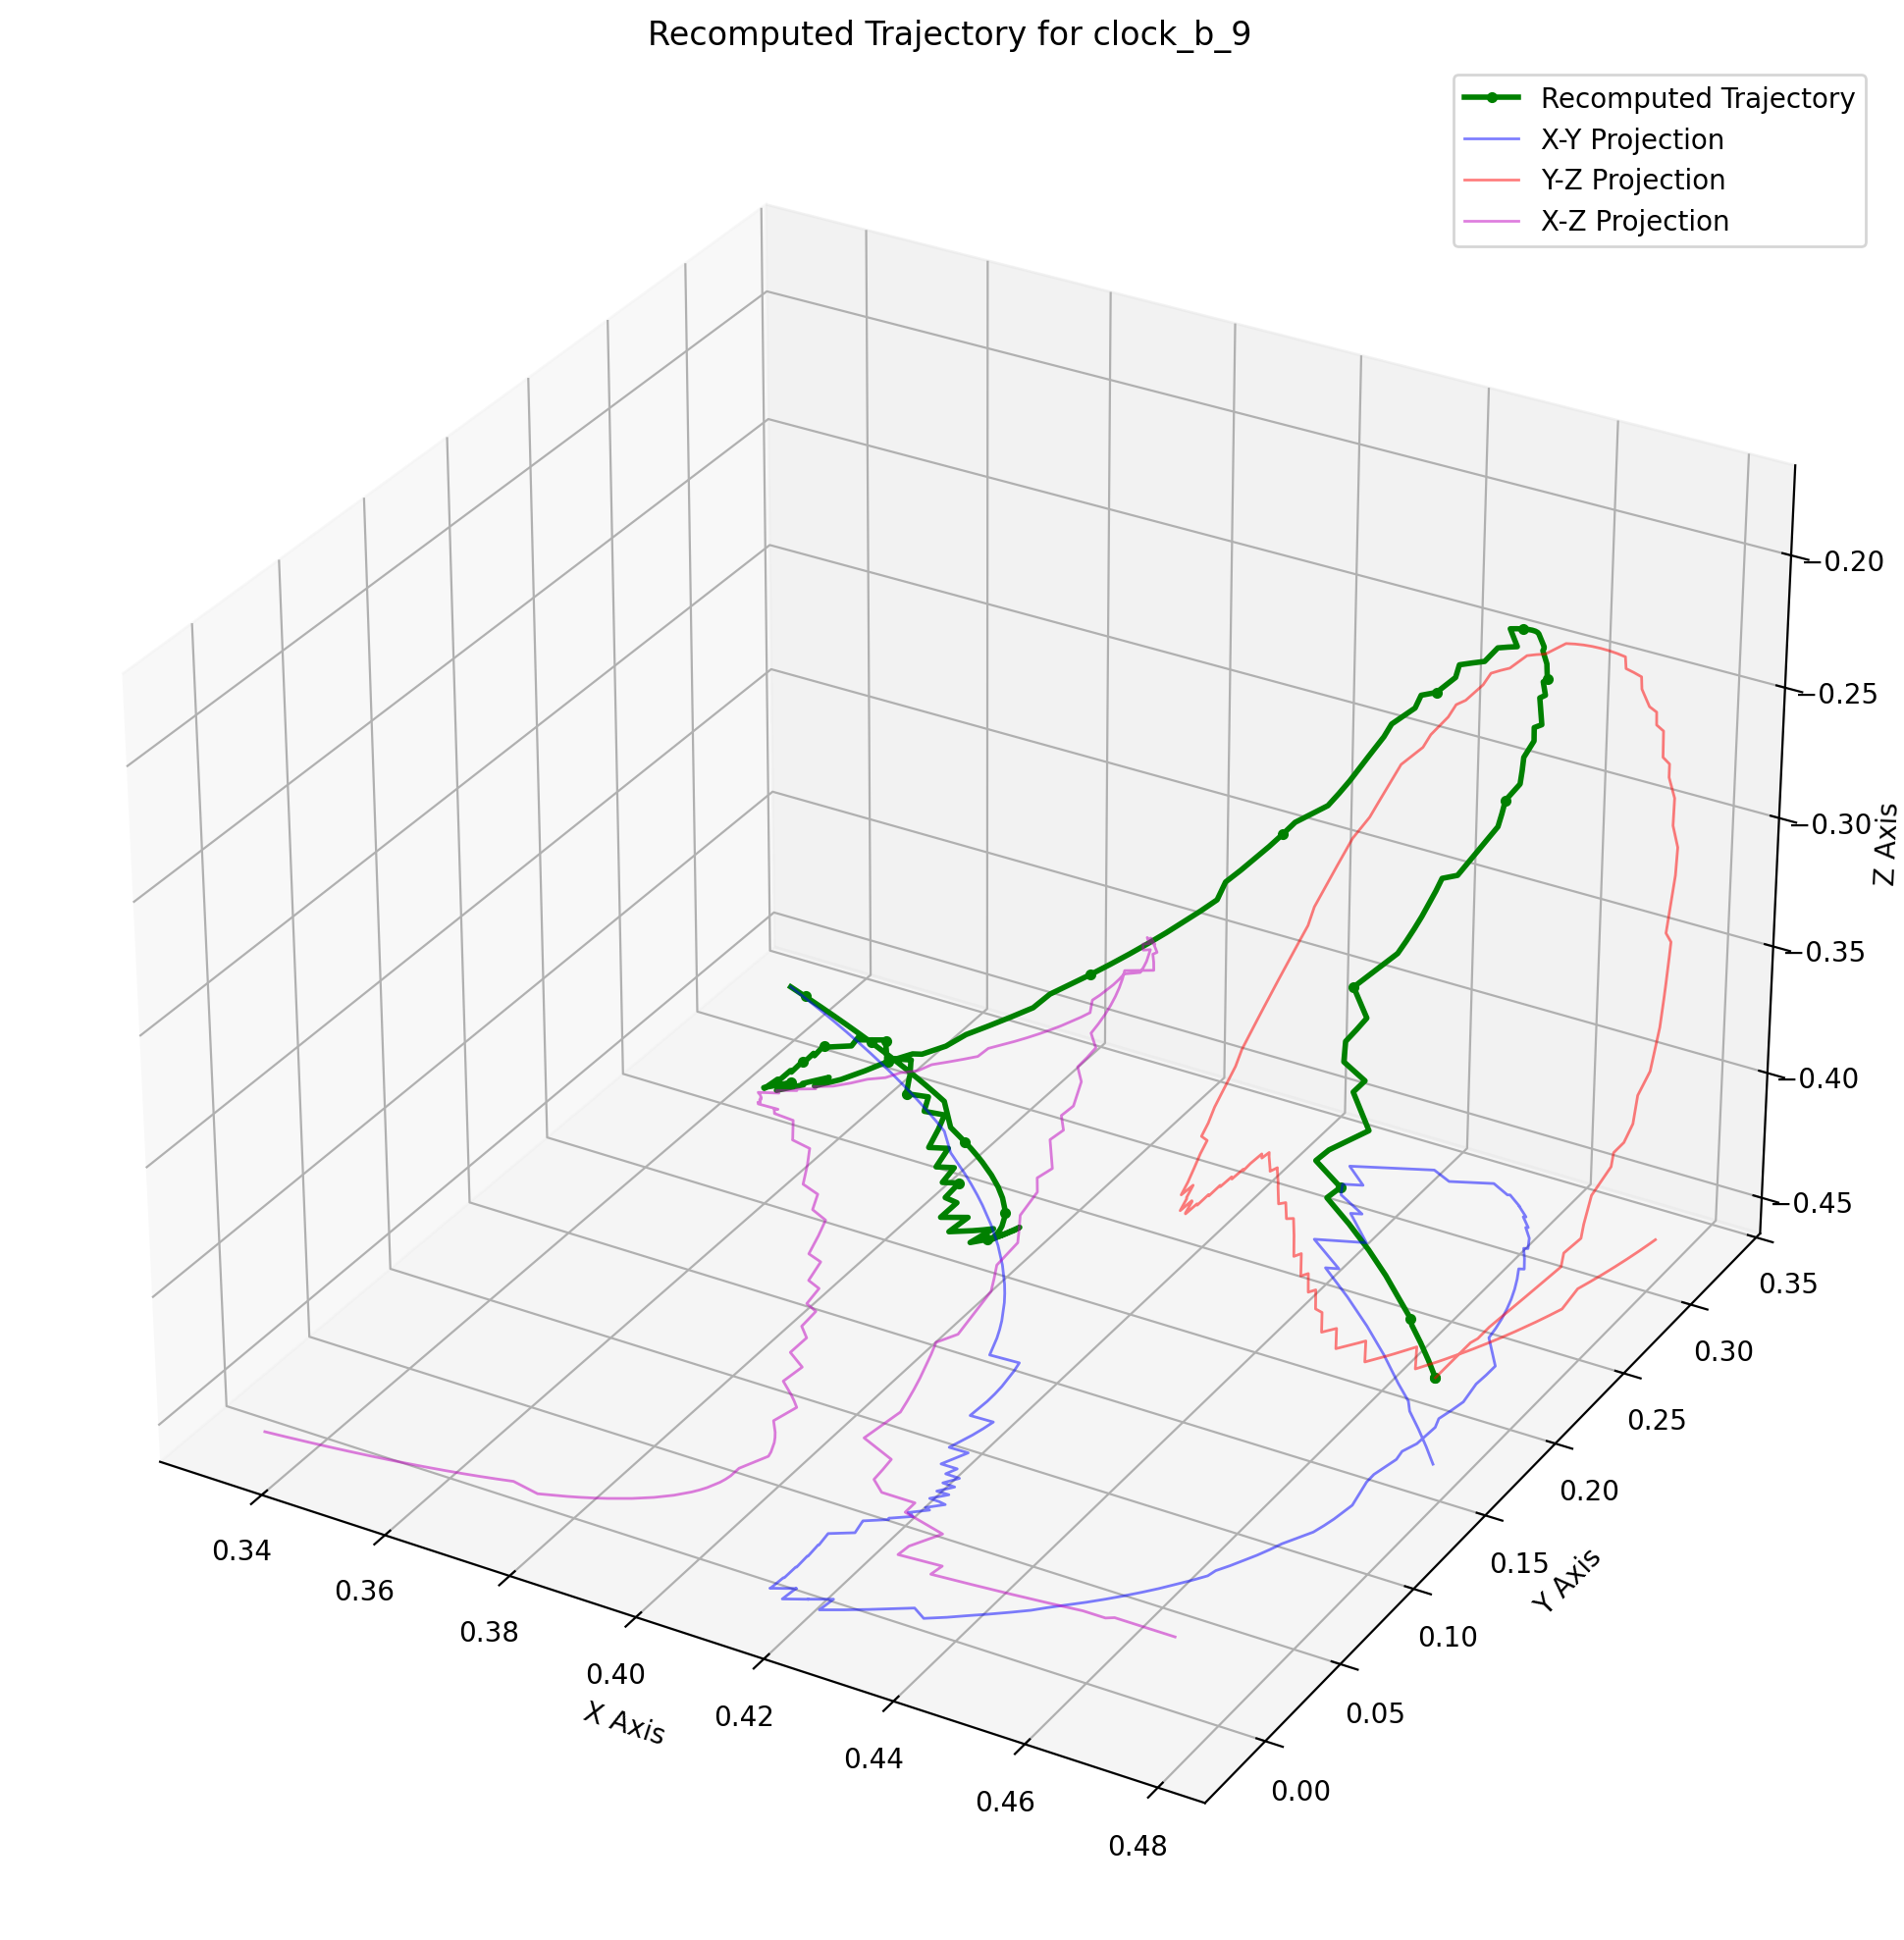 Recomputed Trajectory for clock_b_9
Recomputed Trajectory
X-Y Projection
Y-Z Projection
X-Z Projection
−0.20
−0.25
−0.30
−0.35
−0.40
−0.45
Z Axis
0.35
0.30
0.25
0.20
0.15
0.10
0.05
0.00
Y Axis
0.34
0.36
0.38
0.40
0.42
0.44
0.46
0.48
X Axis